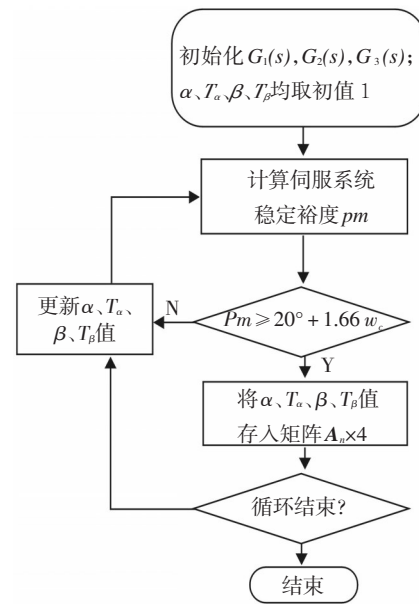 初始化G₁(s),G₂(s),G₃(s);
α、Tα、β、Tβ均取初值 1
计算伺服系统
稳定裕度pm
更新α、Tα、
β、Tβ值
N
Pm≥20°+1.66 w_c
Y
将α、Tα、β、Tβ值
存入矩阵Aₙ×4
循环结束?
结束